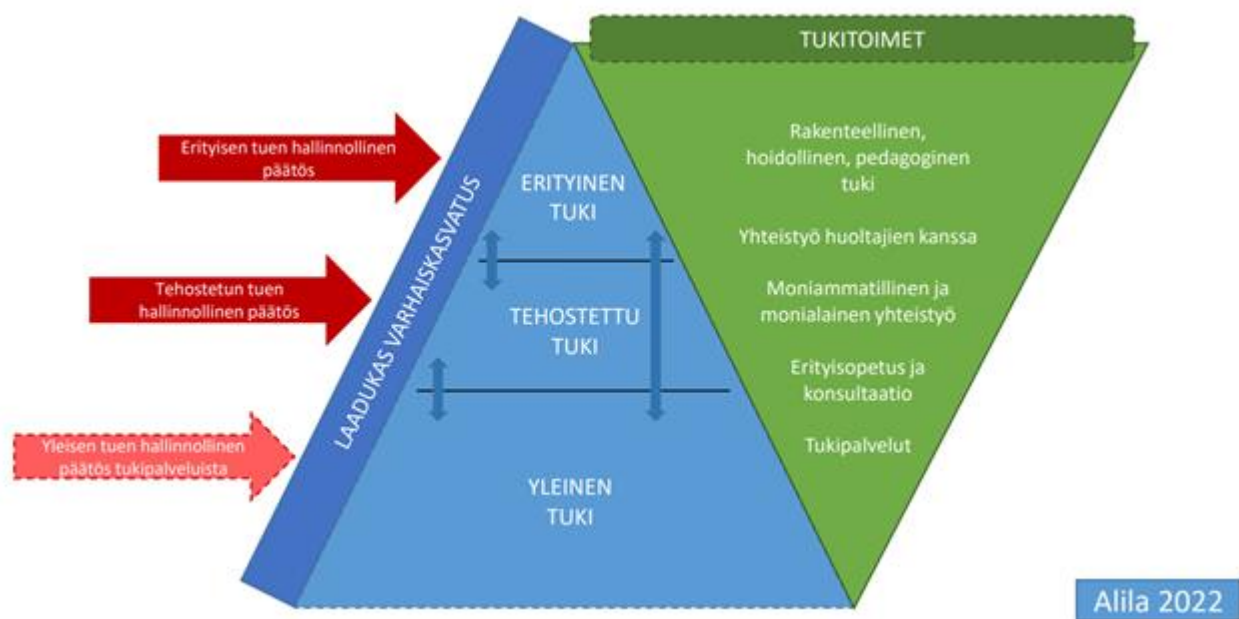 TUKITOIMET
Erityisen tuen hallinnollinen
päätös
Tehostetun tuen
hallinnollinen päätös
Yleisen tuen hallinnollinen
päätös tukipalveluista
LAADUKAS VARHAISKASVATUS
ERITYINEN
TUKI
TEHOSTETTU
TUKI
YLEINEN
TUKI
Rakenteellinen,
hoidollinen, pedagoginen
tuki
Yhteistyö huoltajien kanssa
Moniammatillinen ja
monialainen yhteistyö
Erityisopetus ja
konsultaatio
Tukipalvelut
Alila 2022